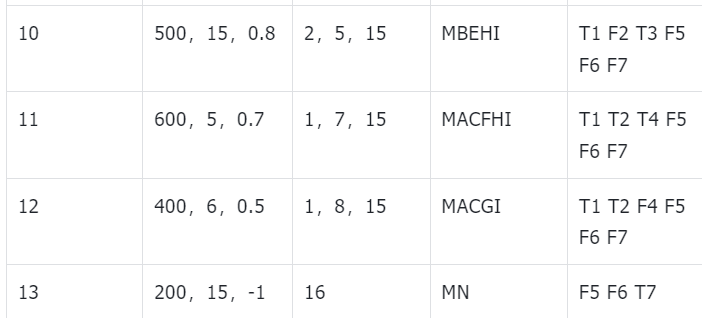 10 500，15，0.8 2，5，15 MBEHI T1 F2 T3 F5
F6 F7
11 600，5，0.7 1，7，15 MACFHI T1 T2 T4 F5
F6 F7
12 400，6，0.5 1，8，15 MACGI T1 T2 F4 F5
F6 F7
13 200，15，-1 16 MN F5 F6 T7